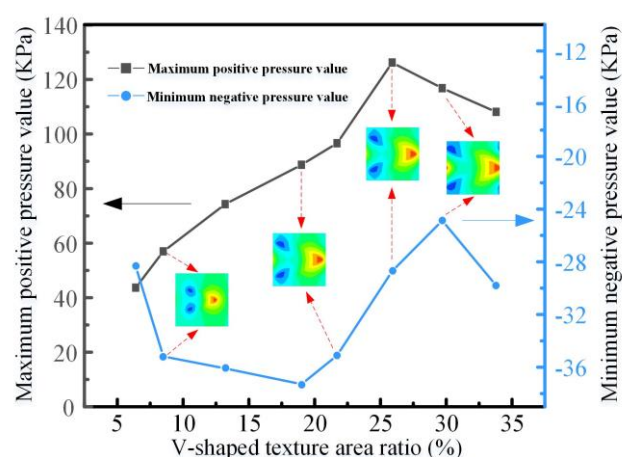 Maximum positive pressure value (KPa)
140
120
100
80
60
40
20
0
Maximum positive pressure value
Minimum negative pressure value
-12
-16
-20
-24
-28
-32
-36
Minimum negative pressure value (KPa)
5 10 15 20 25 30 35
V-shaped texture area ratio (%)